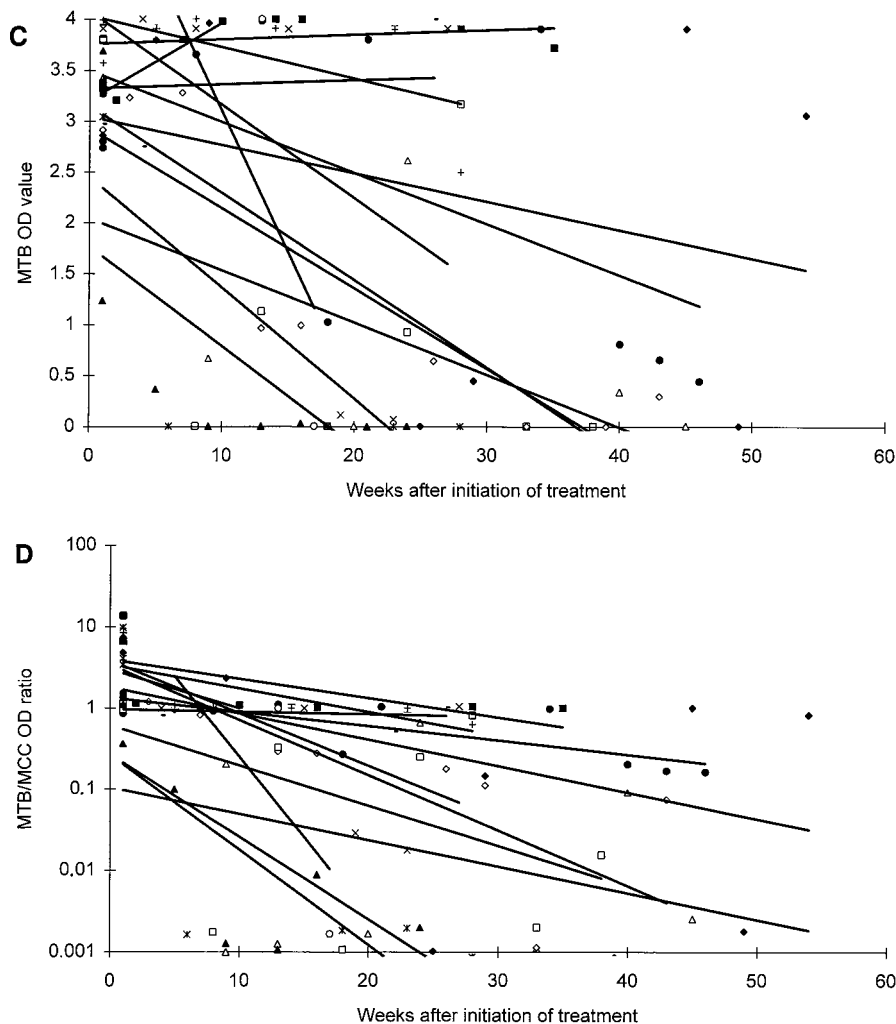 C
4
3.5
3
2.5
2
1.5
1
0.5
0
MTB OD value
0 10 20 30 40 50 60
Weeks after initiation of treatment
D
100
10
1
0.1
0.01
0.001
MTB/MCC OD ratio
0 10 20 30 40 50 60
Weeks after initiation of treatment